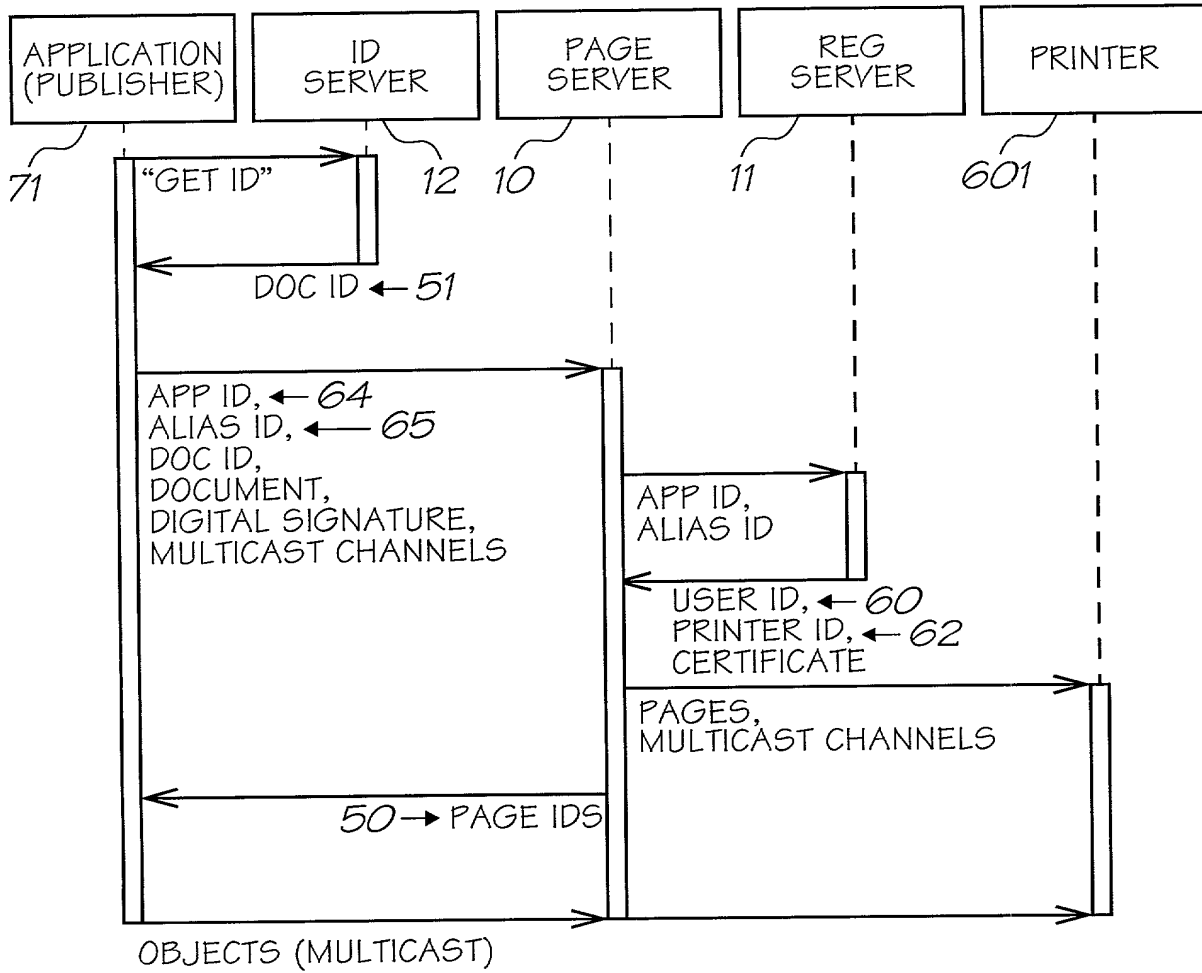 APPLICATION
(PUBLISHER)
ID
SERVER
PAGE
SERVER
REG
SERVER
PRINTER
71
12
10
11
601
“GET ID”
DOC ID
51
APP ID,
64
ALIAS ID,
65
DOC ID,
DOCUMENT,
DIGITAL SIGNATURE,
MULTICAST CHANNELS
APP ID,
ALIAS ID
USER ID,
60
PRINTER ID,
62
CERTIFICATE
PAGES,
MULTICAST CHANNELS
50
PAGE IDS
OBJECTS (MULTICAST)